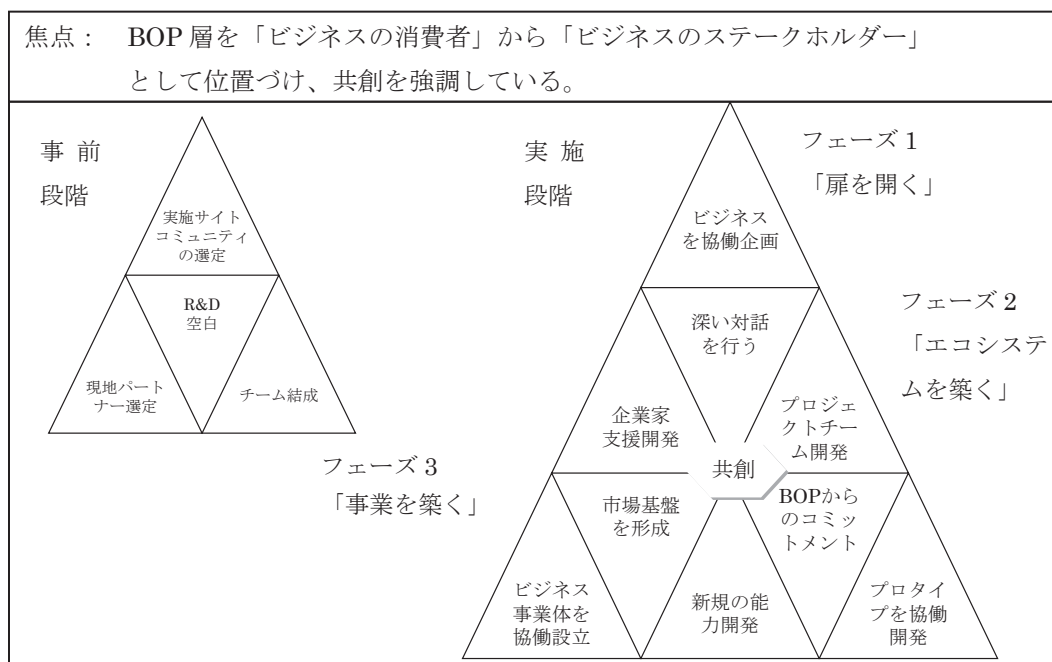 焦点： BOP 層を「ビジネスの消費者」から「ビジネスのステークホルダー」
として位置づけ、共創を強調している。
事 前
段階
実施サイト
コミュニティ
の選定
R&D
空白
現地パート
ナー選定
チーム結成
実 施
段階
フェーズ 1
「扉を開く」
ビジネス
を協働企画
深い対話
を行う
フェーズ 2
「エコシステ
ムを築く」
企業家
支援開発
プロジェ
クトチー
ム開発
共創
フェーズ 3
「事業を築く」
市場基盤
を形成
BOPから
のコミッ
トメント
ビジネス
事業体を
協働設立
新規の能
力開発
プロタイ
プを協働
開発